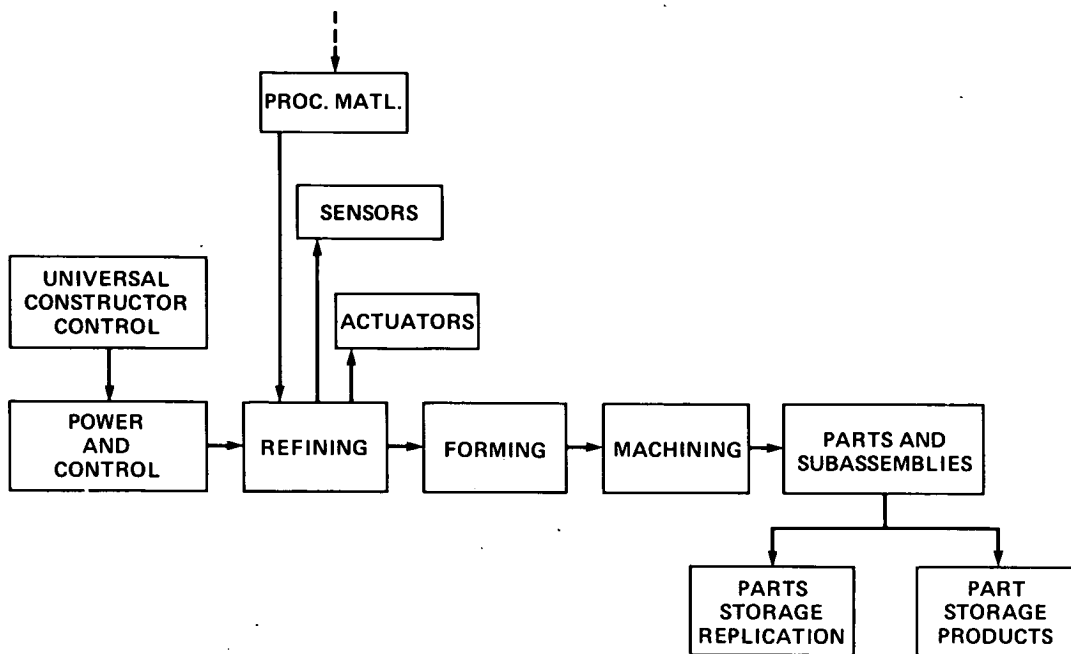 PROC. MATL.
SENSORS
UNIVERSAL
CONSTRUCTOR
CONTROL
ACTUATORS
POWER
AND
CONTROL
REFINING
FORMING
MACHINING
PARTS AND
SUBASSEMBLIES
PARTS
STORAGE
REPLICATION
PART
STORAGE
PRODUCTS